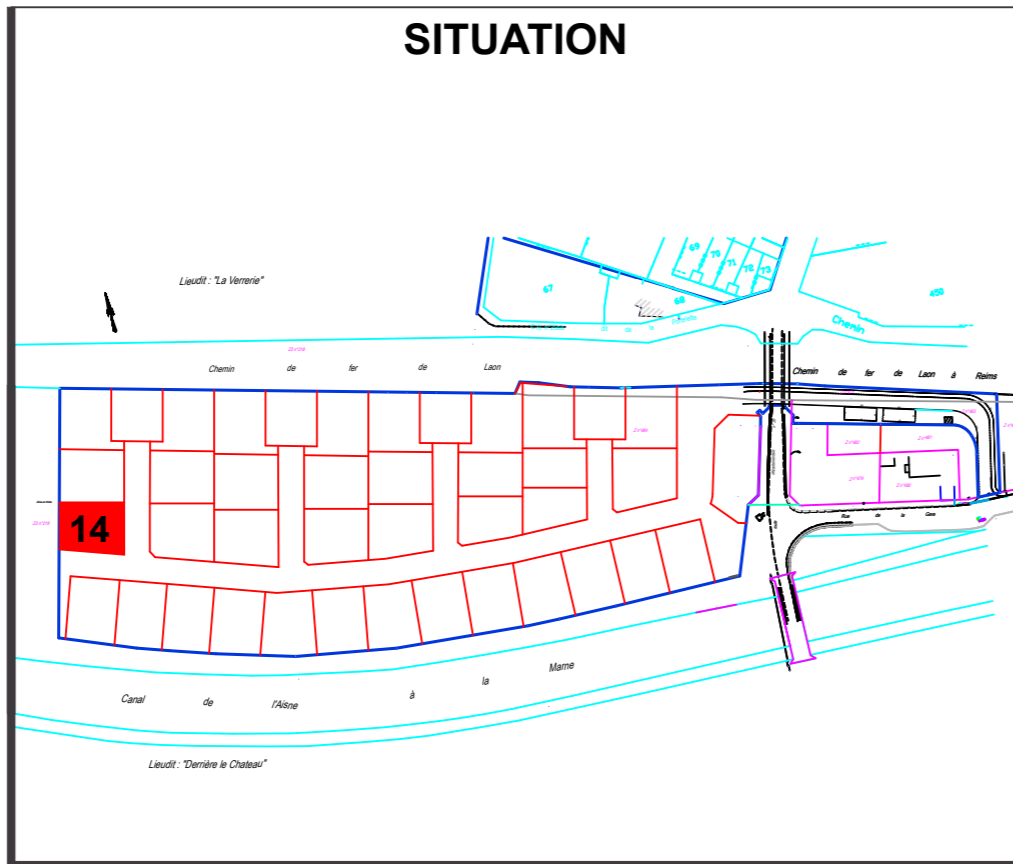 SITUATION
69
70
71
72
73
67
68
450
Lieudit : "La Verrerie"
Chemin
Chemin de fer de Laon
Chemin de fer de Laon à Reims
14
Rue de la Gare
Canal de l'Aisne à la Marne
Lieudit : "Derrière le Chateau"